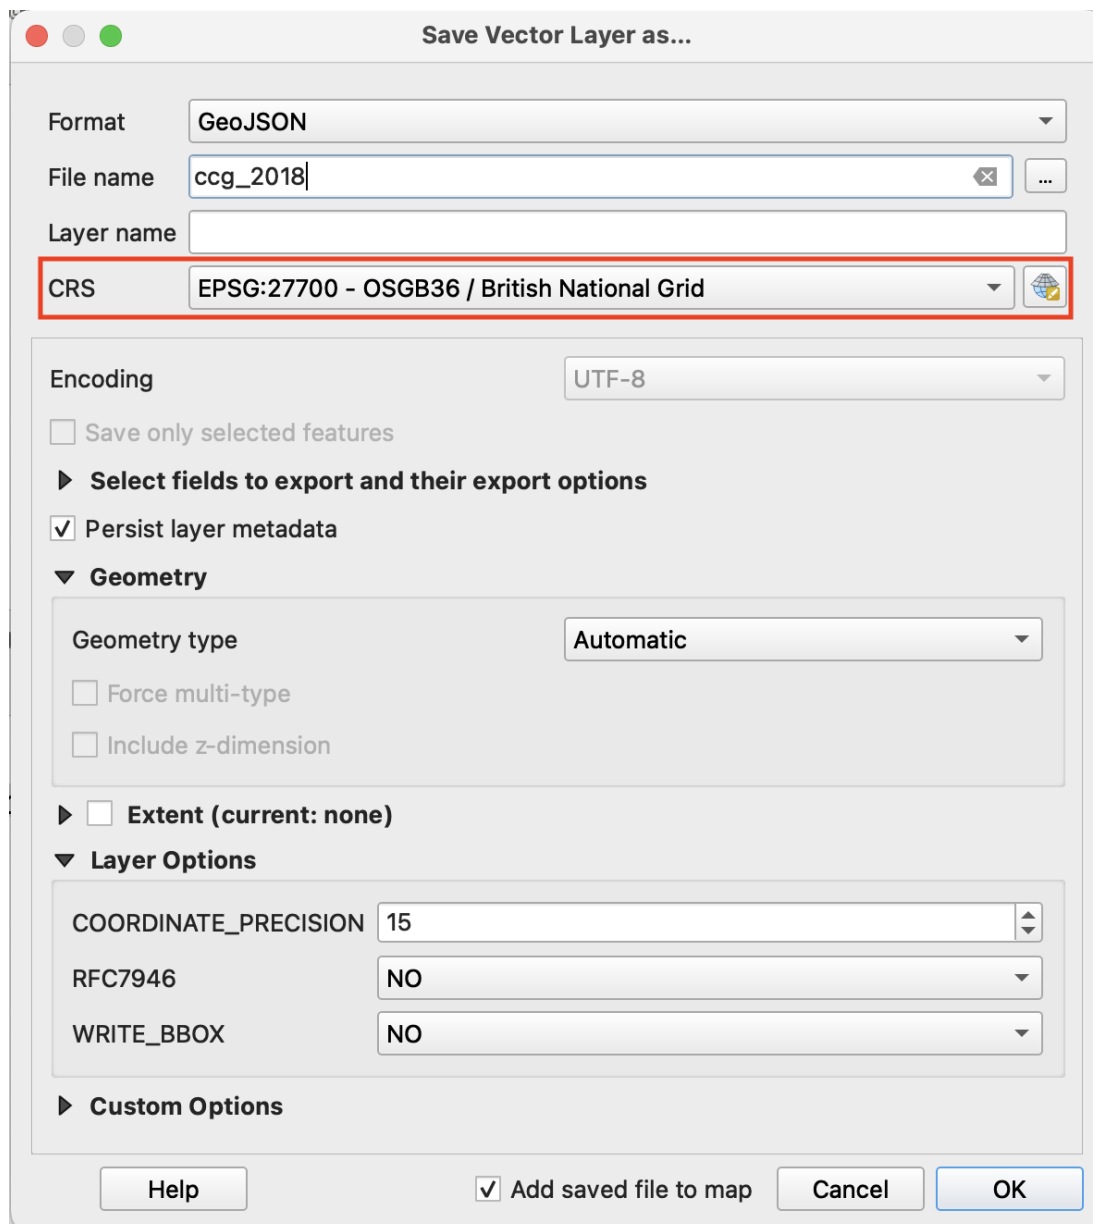 Save Vector Layer as...
Format GeoJSON
File name ccg_2018 ...
Layer name
CRS EPSG:27700 - OSGB36 / British National Grid
Encoding UTF-8
Save only selected features
Select fields to export and their export options
Persist layer metadata
Geometry
Geometry type Automatic
Force multi-type
Include z-dimension
Extent (current: none)
Layer Options
COORDINATE_PRECISION 15
RFC7946 NO
WRITE_BBOX NO
Custom Options
Help Add saved file to map Cancel OK